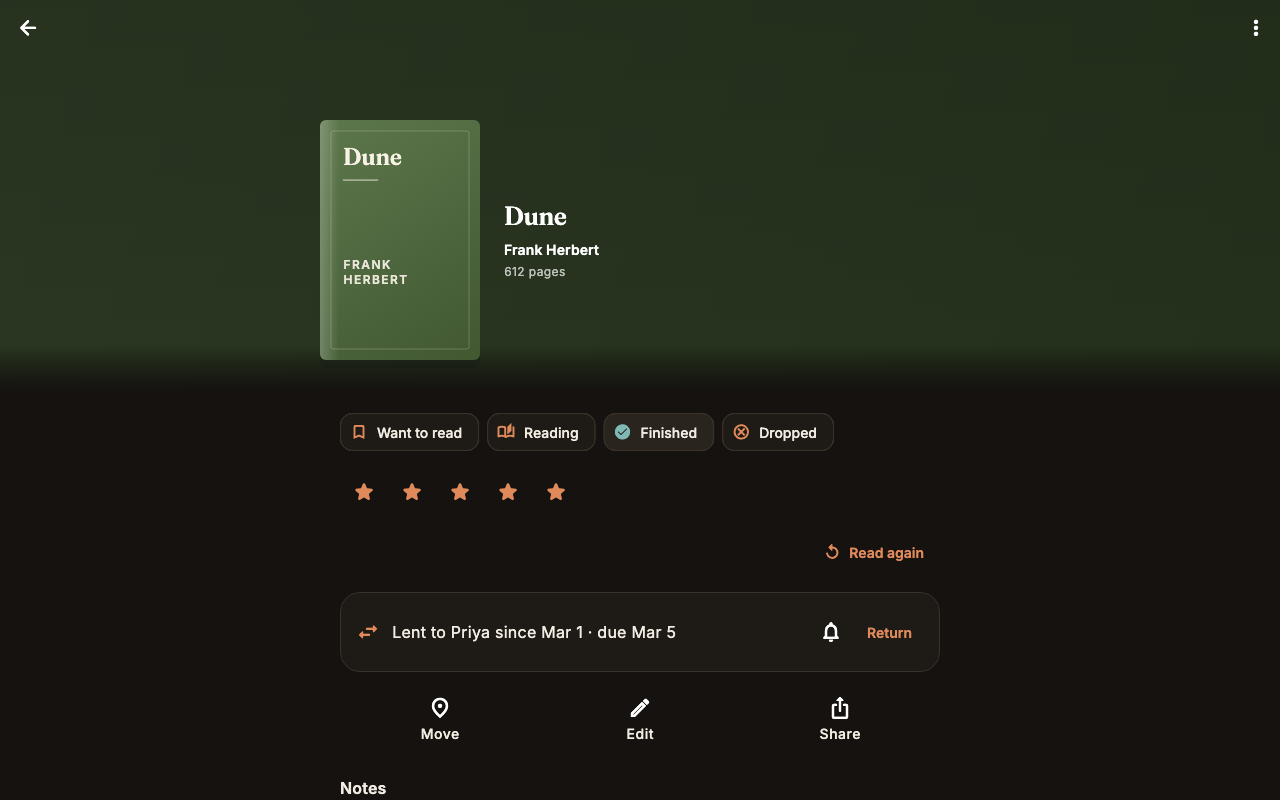 Dune
FRANK
HERBERT
Dune
Frank Herbert
612 pages
Want to read
Reading
Finished
Dropped
Read again
Lent to Priya since Mar 1 · due Mar 5
Return
Move
Edit
Share
Notes